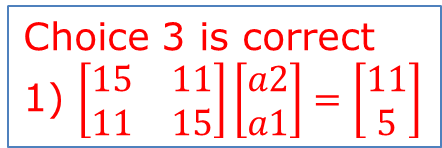 Choice 3 is correct
1) [15 11; 11 15] [a2; a1] = [11; 5]